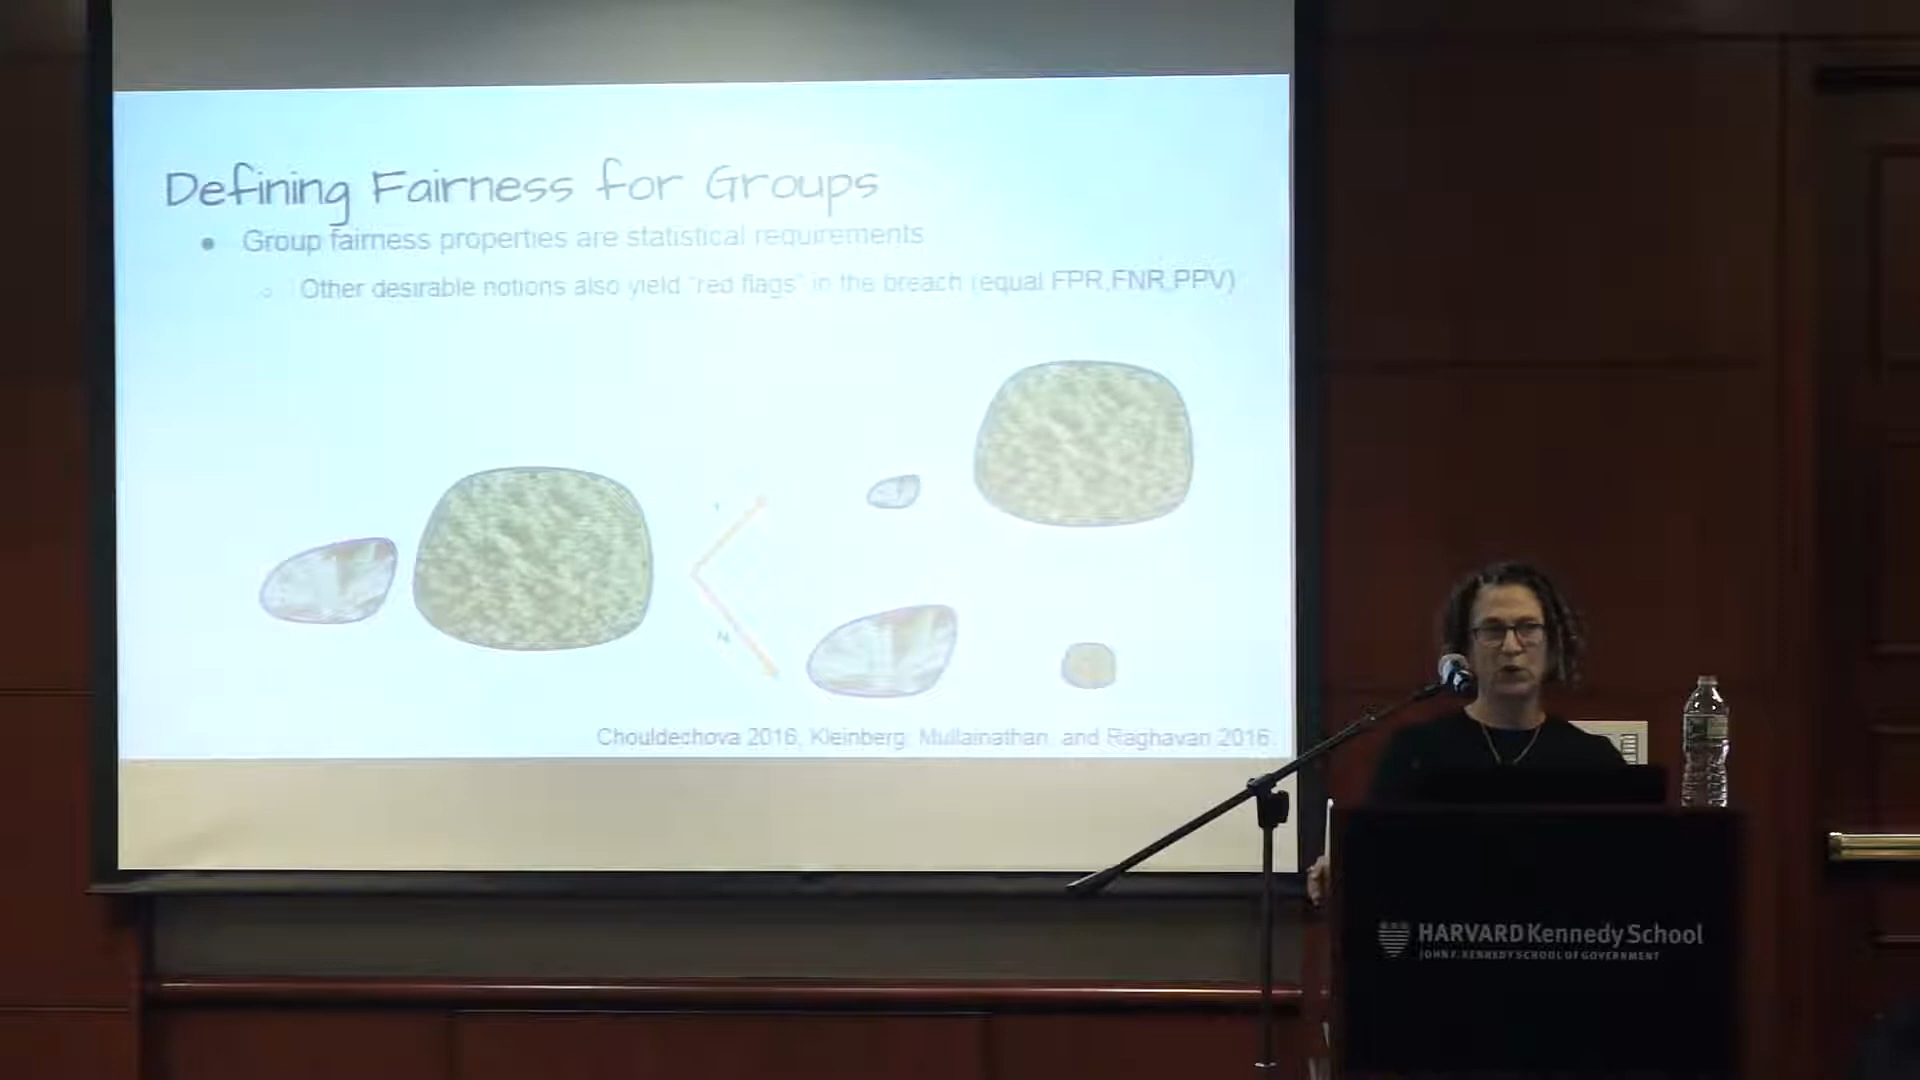 Defining Fairness for Groups
● Group fairness properties are statistical requirements
○ Other desirable notions also yield "red flags" in the breach (equal FPR,FNR,PPV)
Y
N
Chouldechova 2016, Kleinberg, Mullainathan, and Raghavan 2016
HARVARD Kennedy School
JOHN F. KENNEDY SCHOOL OF GOVERNMENT